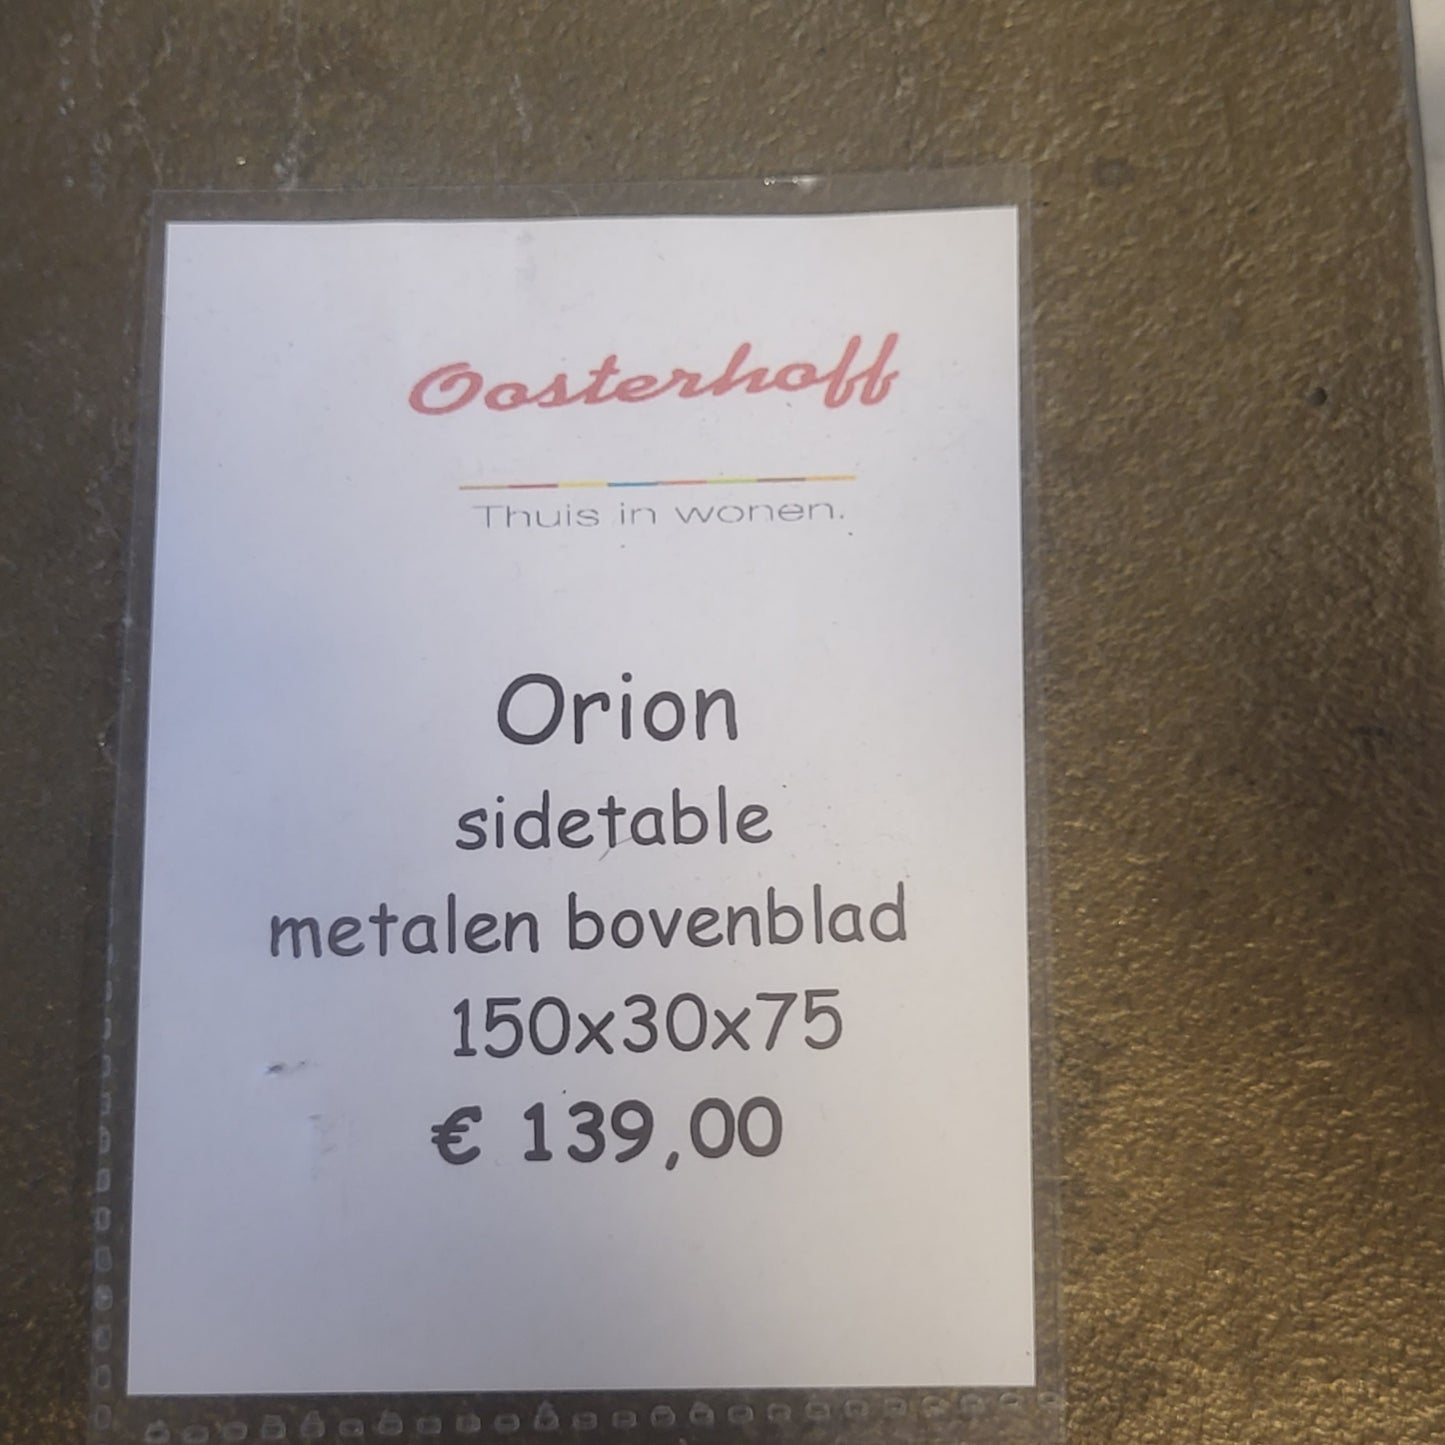 Oosterhoff
Thuis in wonen.
Orion
sidetable
metalen bovenblad
150x30x75
€ 139,00